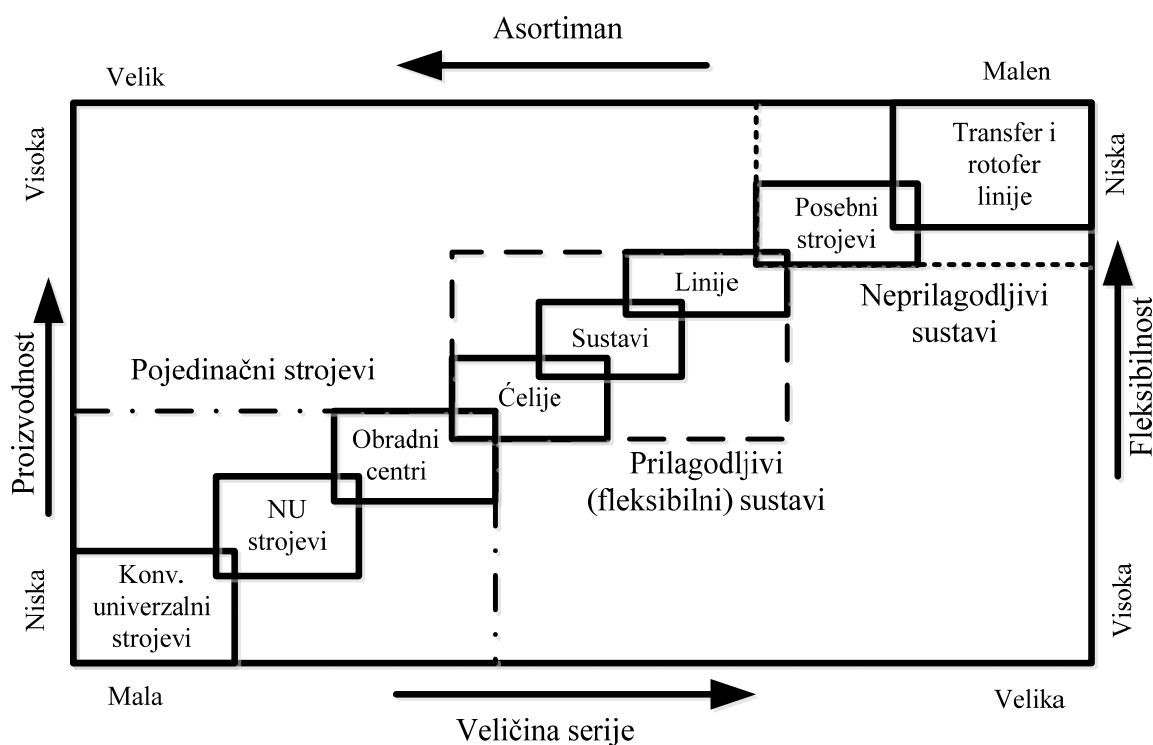 Asortiman
Velik
Malen
Visoka
Niska
Transfer i
rotofer
linije
Posebni
strojevi
Linije
Neprilagodljivi
sustavi
Sustavi
Pojedinačni strojevi
Ćelije
Proizvodnost
Fleksibilnost
Obradni
centri
Prilagodljivi
(fleksibilni) sustavi
NU
strojevi
Konv.
univerzalni
strojevi
Niska
Visoka
Mala
Velika
Veličina serije